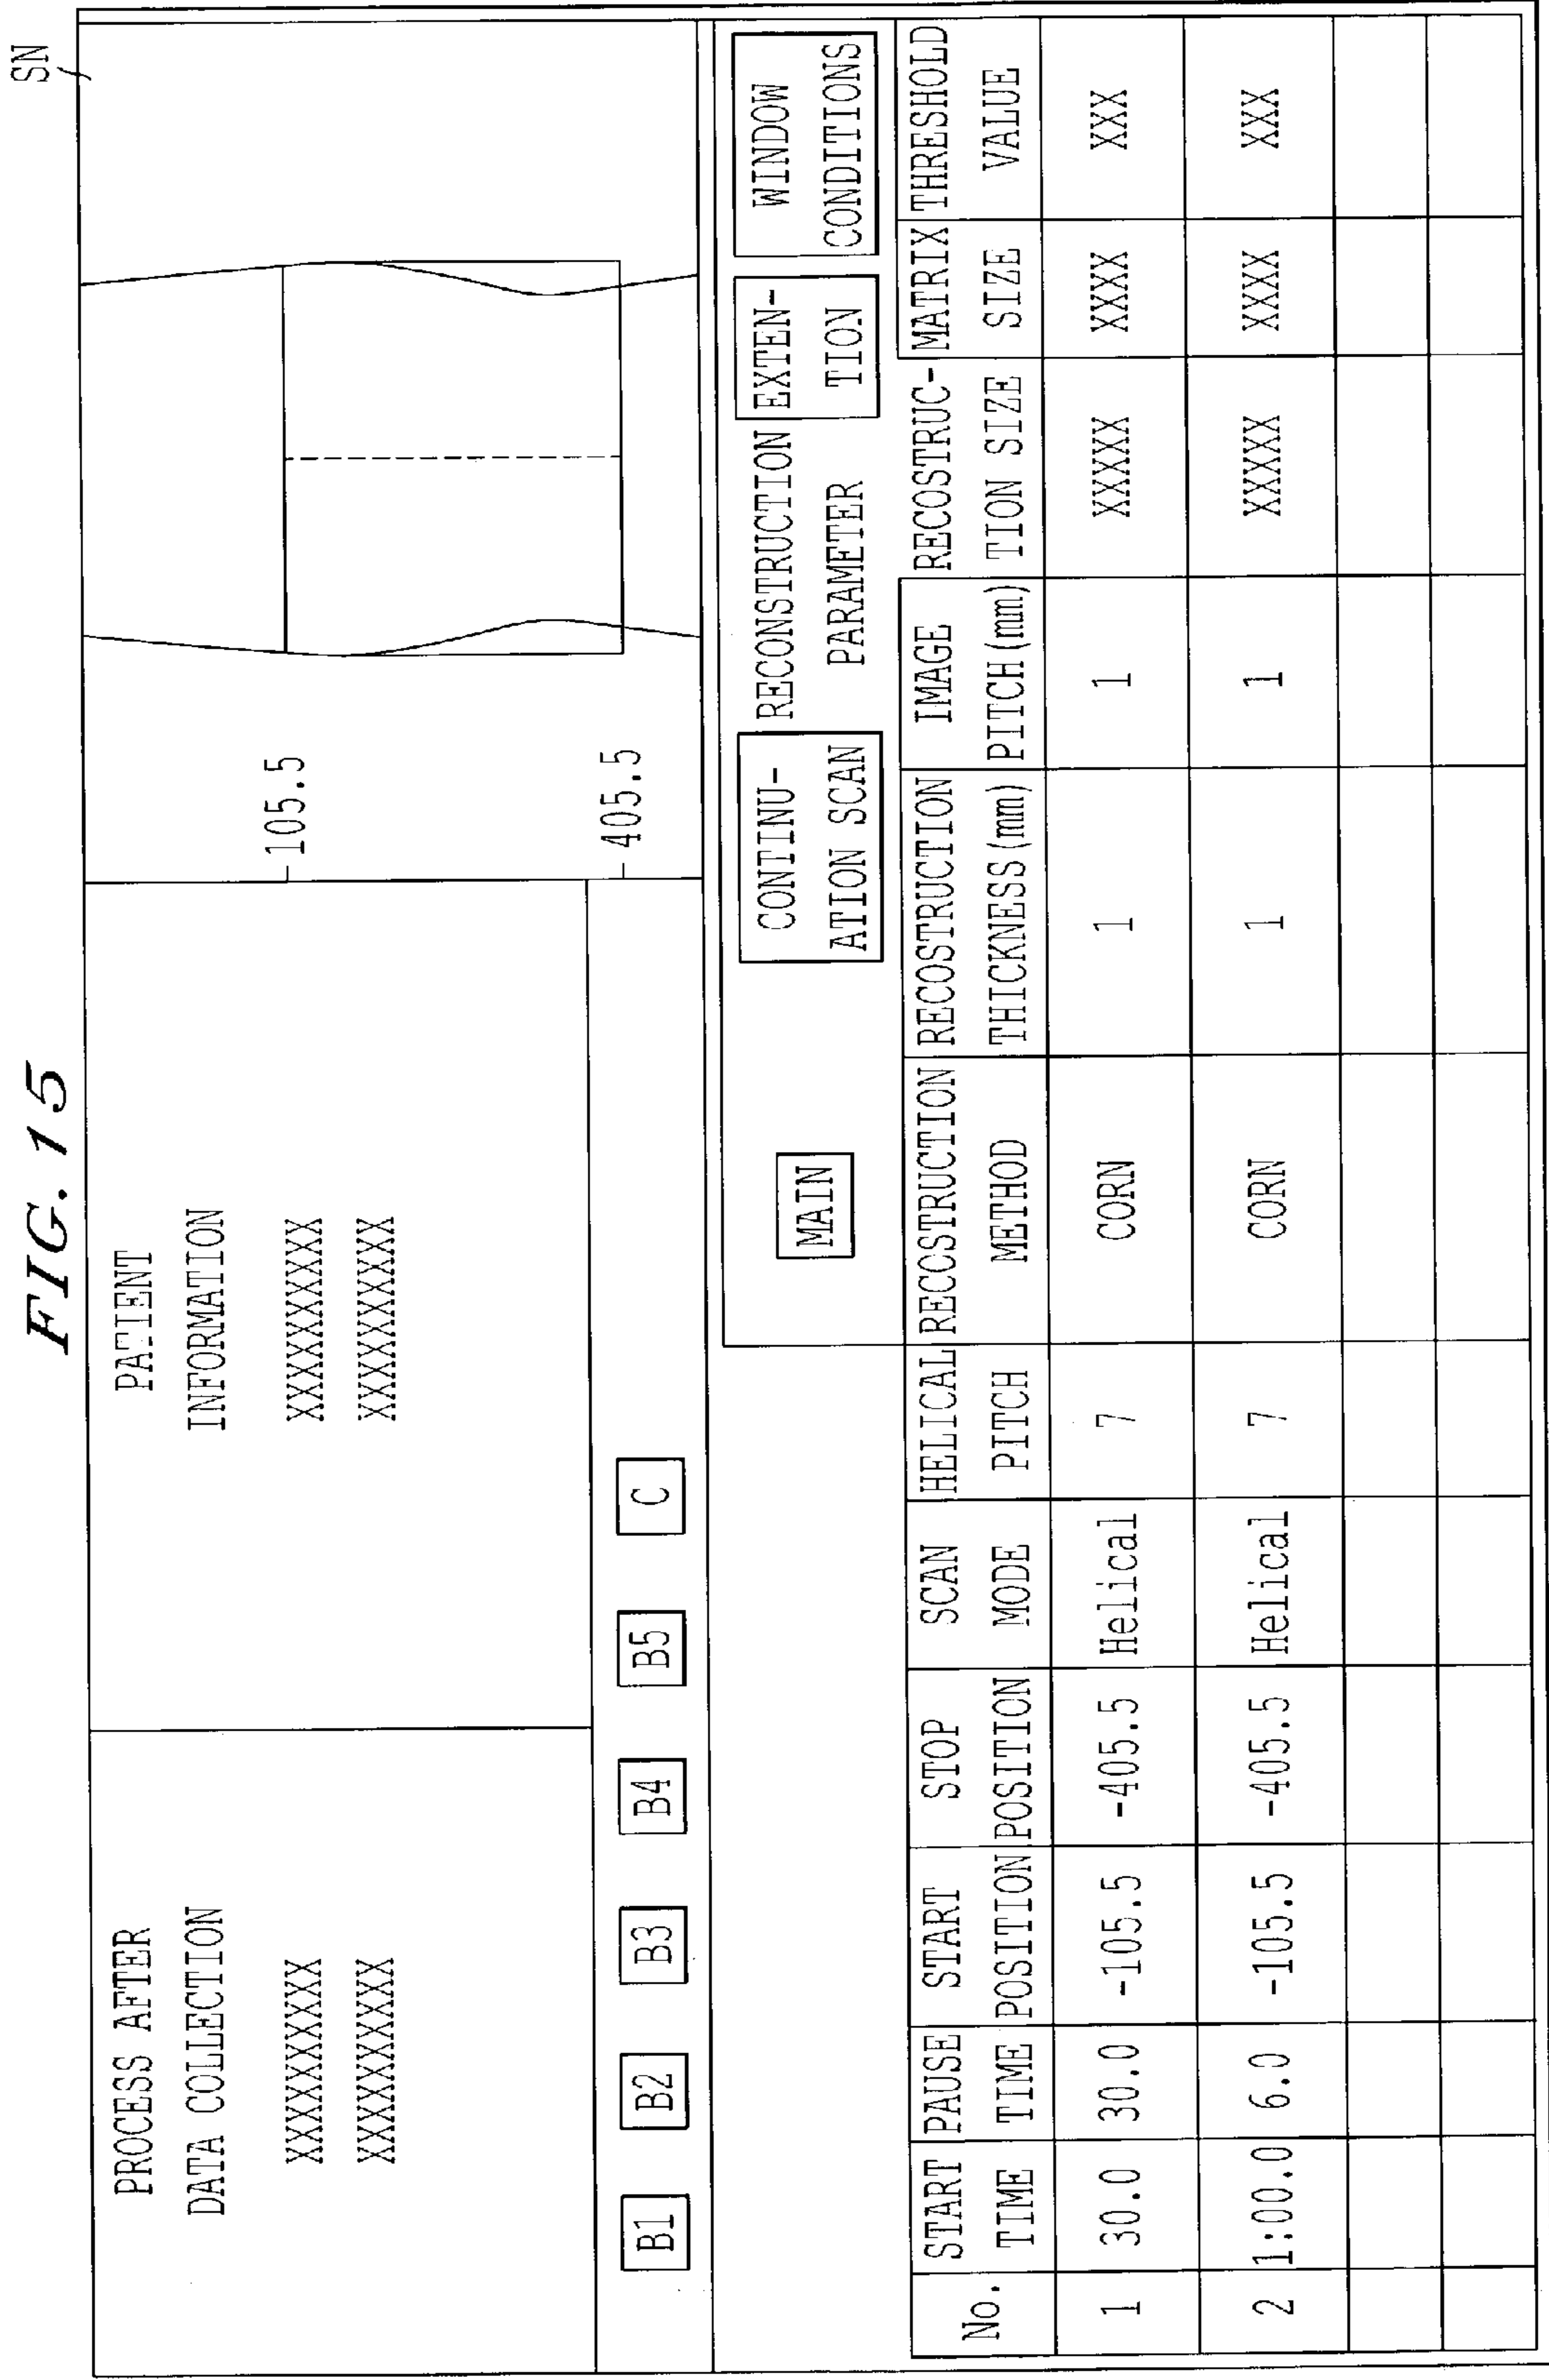 FIG. 15
SN
PROCESS AFTER
DATA COLLECTION
XXXXXXXXXX
XXXXXXXXXX
PATIENT
INFORMATION
XXXXXXXXXX
XXXXXXXXXX
-105.5
-405.5
B1 B2 B3 B4 B5 C
MAIN
CONTINU-
ATION SCAN
RECONSTRUCTION
PARAMETER
EXTEN-
TION
WINDOW
CONDITIONS
No. START PAUSE START STOP SCAN HELICAL RECOSTRUCTION RECOSTRUCTION IMAGE RECOSTRUC- MATRIX THRESHOLD
TIME TIME POSITION POSITION MODE PITCH METHOD THICKNESS(mm) PITCH(mm) TION SIZE SIZE VALUE
1 30.0 30.0 -105.5 -405.5 Helical 7 CORN 1 1 XXXXX XXXX XXX
2 1:00.0 6.0 -105.5 -405.5 Helical 7 CORN 1 1 XXXXX XXXX XXX